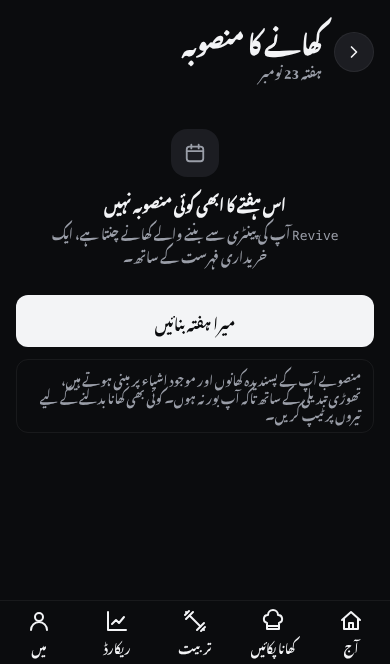 کھانے کا منصوبہ
ہفتہ 23 نومبر
اس ہفتے کا ابھی کوئی منصوبہ نہیں
Revive آپ کی پینٹری سے بننے والے کھانے چنتا ہے، ایک
خریداری فہرست کے ساتھ۔
میرا ہفتہ بنائیں
منصوبے آپ کے پسندیدہ کھانوں اور موجود اشیاء پر مبنی ہوتے ہیں،
تھوڑی تبدیلی کے ساتھ تاکہ آپ بور نہ ہوں۔ کوئی بھی کھانا بدلنے کے لیے
تیروں پر ٹیپ کریں۔
آج
کھانا پکائیں
تربیت
ریکارڈ
میں